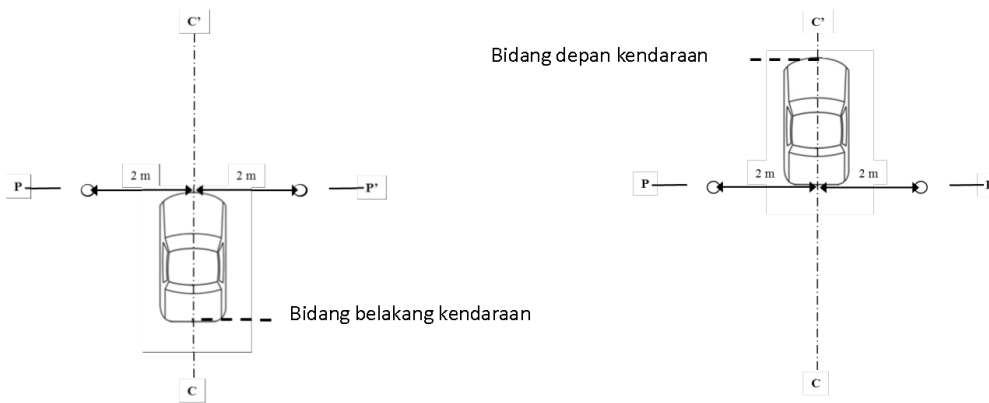 C'
2 m
2 m
P
P'
Bidang belakang kendaraan
C
C'
Bidang depan kendaraan
P
2 m
2 m
C